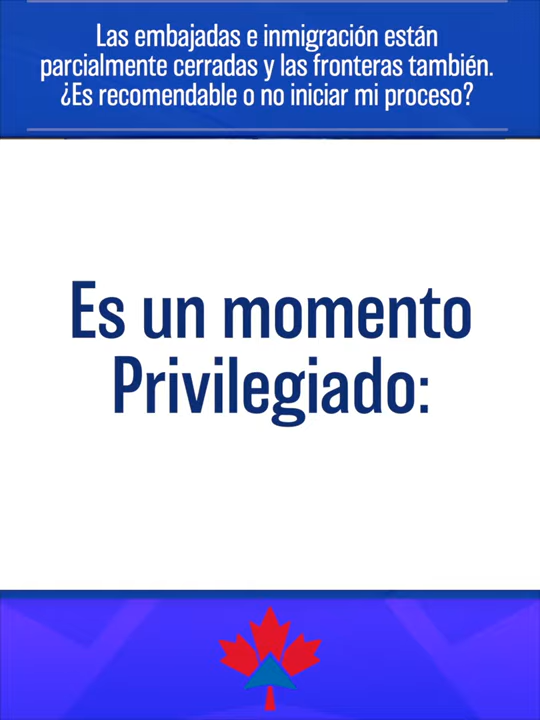 Las embajadas e inmigración están
parcialmente cerradas y las fronteras también.
¿Es recomendable o no iniciar mi proceso?
Es un momento
Privilegiado: